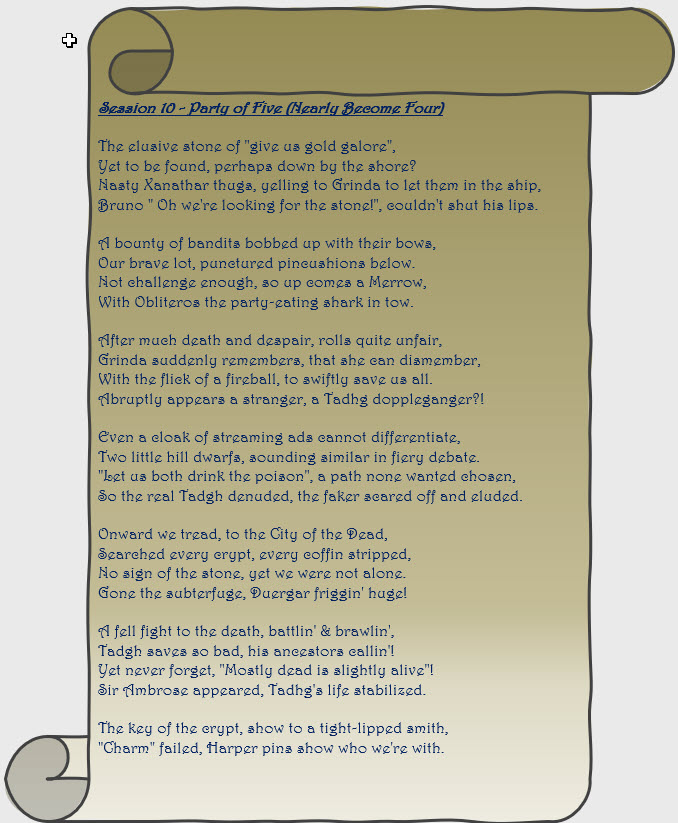 Session 10 - Party of Five (Nearly Become Four)
The elusive stone of "give us gold galore",
Yet to be found, perhaps down by the shore?
Nasty Xanathar thugs, yelling to Grinda to let them in the ship,
Bruno " Oh we're looking for the stone!", couldn't shut his lips.
A bounty of bandits bobbed up with their bows,
Our brave lot, punctured pincushions below.
Not challenge enough, so up comes a Merrow,
With Obliteros the party-eating shark in tow.
After much death and despair, rolls quite unfair,
Grinda suddenly remembers, that she can dismember,
With the flick of a fireball, to swiftly save us all.
Abruptly appears a stranger, a Tadhg doppleganger?!
Even a cloak of streaming ads cannot differentiate,
Two little hill dwarfs, sounding similar in fiery debate.
"Let us both drink the poison", a path none wanted chosen,
So the real Tadgh denuded, the faker scared off and eluded.
Onward we tread, to the City of the Dead,
Searched every crypt, every coffin stripped,
No sign of the stone, yet we were not alone.
Gone the subterfuge, Duergar friggin' huge!
A fell fight to the death, battlin' & brawlin',
Tadgh saves so bad, his ancestors callin'!
Yet never forget, "Mostly dead is slightly alive"!
Sir Ambrose appeared, Tadhg's life stabilized.
The key of the crypt, show to a tight-lipped smith,
"Charm" failed, Harper pins show who we're with.